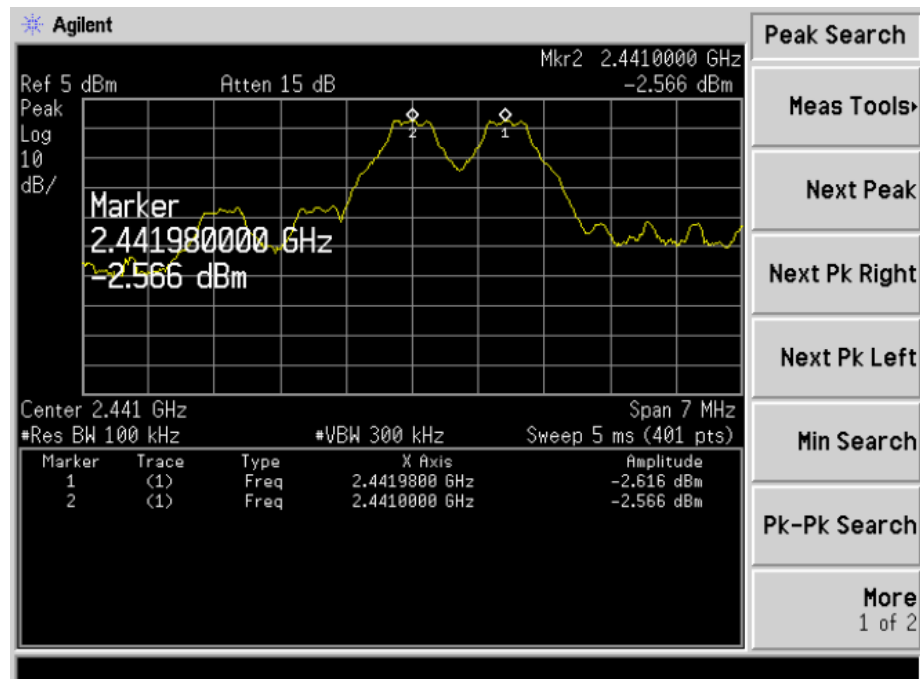 Agilent
Peak Search
Mkr2 2.4410000 GHz
Ref 5 dBm Atten 15 dB -2.566 dBm
Peak
Log
10
dB/
2 1
Marker
2.441980000 GHz
-2.566 dBm
Center 2.441 GHz Span 7 MHz
#Res BW 100 kHz #VBW 300 kHz Sweep 5 ms (401 pts)
Marker Trace Type X Axis Amplitude
1 (1) Freq 2.4419800 GHz -2.616 dBm
2 (1) Freq 2.4410000 GHz -2.566 dBm
Meas Tools▸
Next Peak
Next Pk Right
Next Pk Left
Min Search
Pk-Pk Search
More
1 of 2